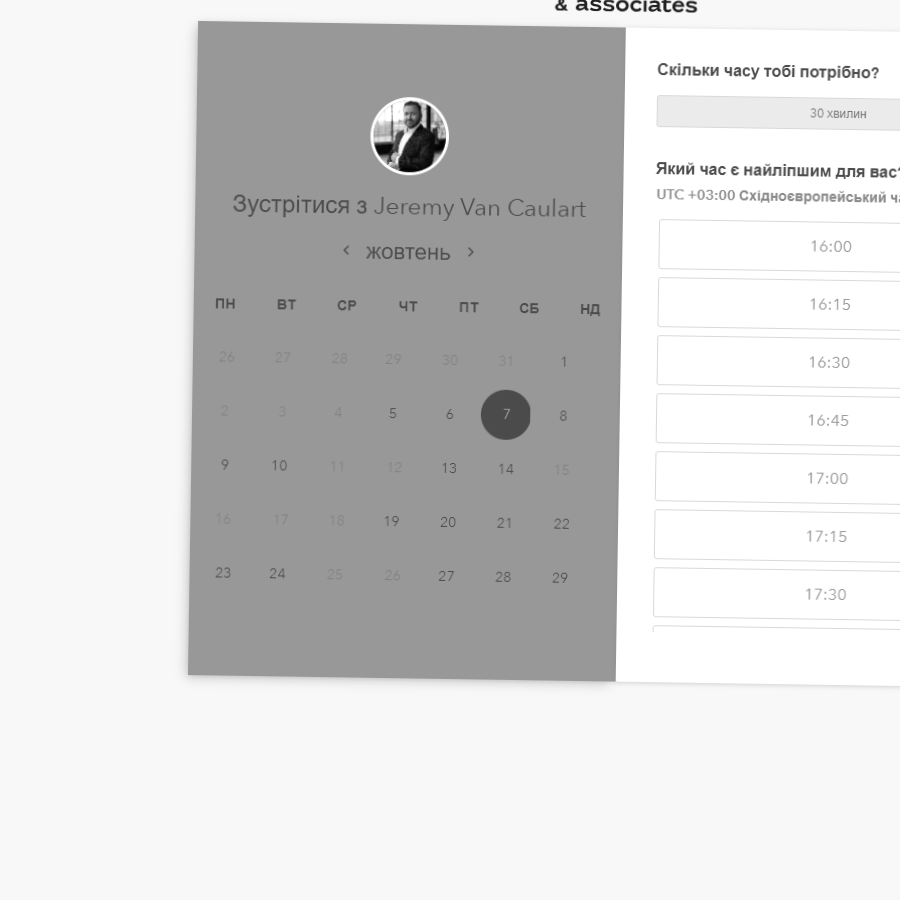 & associates
Зустрітися з Jeremy Van Caulart
‹ жовтень ›
ПН ВТ СР ЧТ ПТ СБ НД
26 27 28 29 30 31 1
2 3 4 5 6 7 8
9 10 11 12 13 14 15
16 17 18 19 20 21 22
23 24 25 26 27 28 29
Скільки часу тобі потрібно?
30 хвилин
Який час є найліпшим для вас?
UTC +03:00 Східноєвропейський ча
16:00
16:15
16:30
16:45
17:00
17:15
17:30